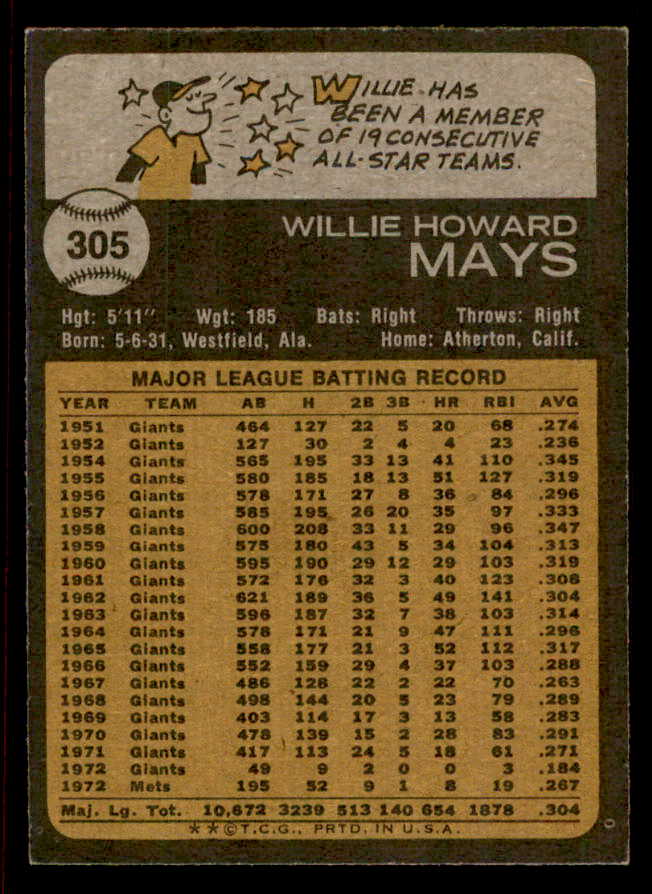 WILLIE HAS
BEEN A MEMBER
OF 19 CONSECUTIVE
ALL-STAR TEAMS.
305
WILLIE HOWARD
MAYS
Hgt: 5'11" Wgt: 185 Bats: Right Throws: Right
Born: 5-6-31, Westfield, Ala. Home: Atherton, Calif.
MAJOR LEAGUE BATTING RECORD
YEAR TEAM AB H 2B 3B HR RBI AVG
1951 Giants 464 127 22 5 20 68 .274
1952 Giants 127 30 2 4 4 23 .236
1954 Giants 565 195 33 13 41 110 .345
1955 Giants 580 185 18 13 51 127 .319
1956 Giants 578 171 27 8 36 84 .296
1957 Giants 585 195 26 20 35 97 .333
1958 Giants 600 208 33 11 29 96 .347
1959 Giants 575 180 43 5 34 104 .313
1960 Giants 595 190 29 12 29 103 .319
1961 Giants 572 176 32 3 40 123 .308
1962 Giants 621 189 36 5 49 141 .304
1963 Giants 596 187 32 7 38 103 .314
1964 Giants 578 171 21 9 47 111 .296
1965 Giants 558 177 21 3 52 112 .317
1966 Giants 552 159 29 4 37 103 .288
1967 Giants 486 128 22 2 22 70 .263
1968 Giants 498 144 20 5 23 79 .289
1969 Giants 403 114 17 3 13 58 .283
1970 Giants 478 139 15 2 28 83 .291
1971 Giants 417 113 24 5 18 61 .271
1972 Giants 49 9 2 0 0 3 .184
1972 Mets 195 52 9 1 8 19 .267
Maj. Lg. Tot. 10,672 3239 513 140 654 1878 .304
**©T.C.G., PRTD. IN U.S.A.